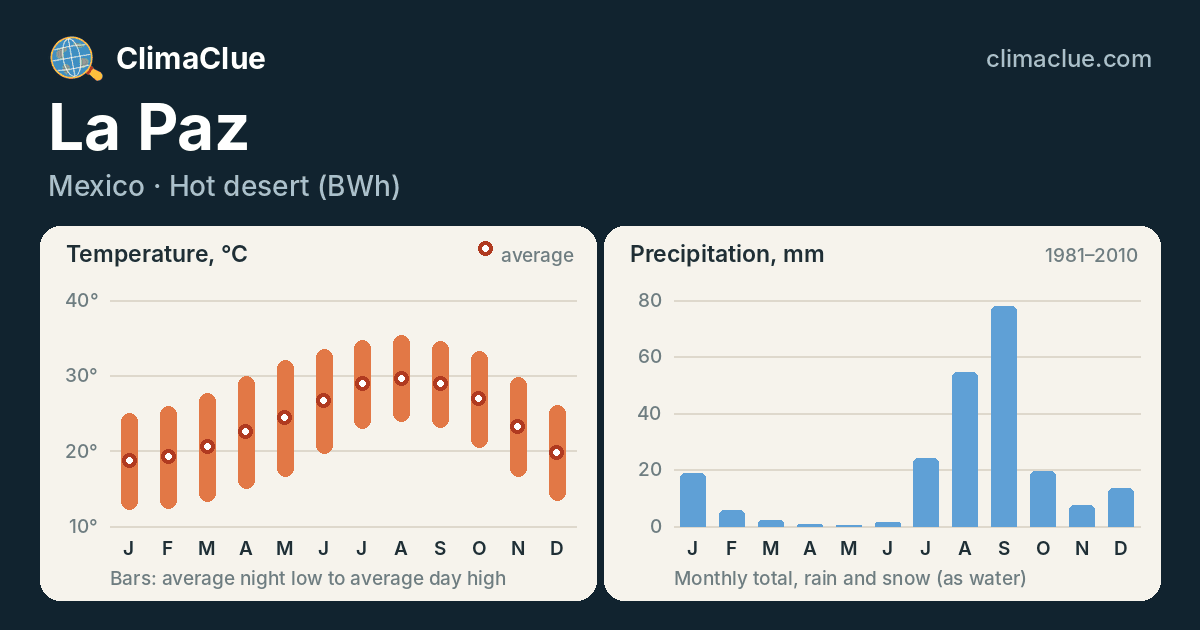 ClimaClue
climaclue.com
La Paz
Mexico · Hot desert (BWh)
Temperature, °C
average
40°
30°
20°
10°
J F M A M J J A S O N D
Bars: average night low to average day high
Precipitation, mm
1981–2010
80
60
40
20
0
J F M A M J J A S O N D
Monthly total, rain and snow (as water)